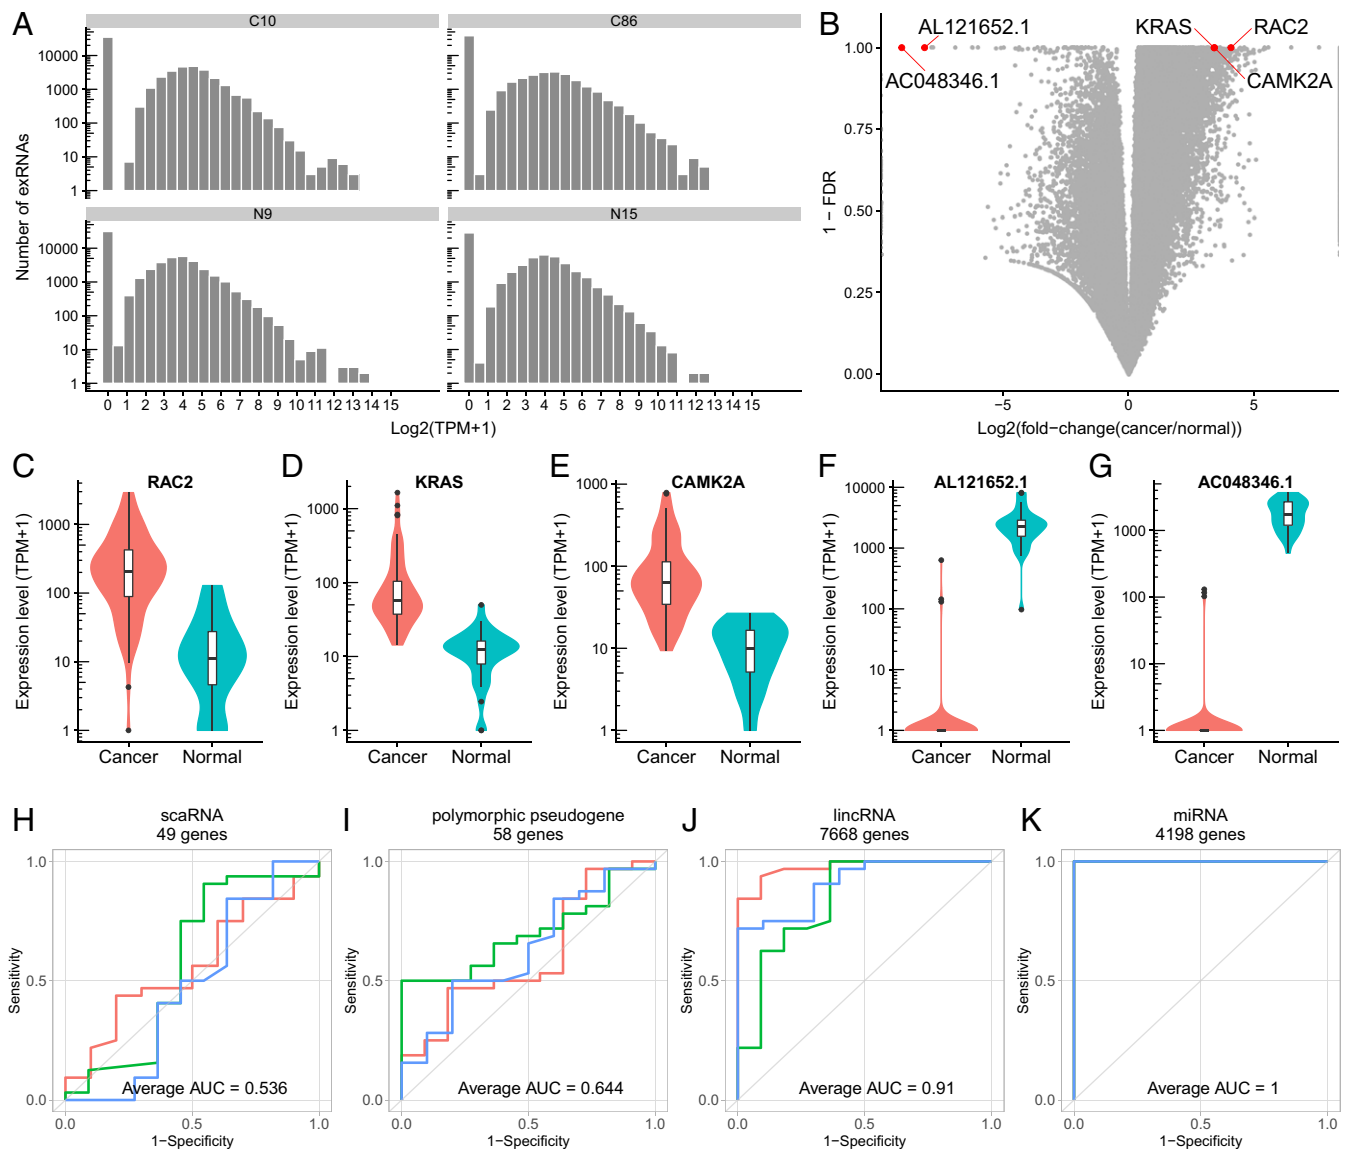 A
C10
C86
Number of exRNAs
10000
1000
100
10
1
N9
N15
10000
1000
100
10
1
0 1 2 3 4 5 6 7 8 9 10 11 12 13 14 15
0 1 2 3 4 5 6 7 8 9 10 11 12 13 14 15
Log2(TPM+1)
B
AL121652.1
KRAS
RAC2
AC048346.1
CAMK2A
1 − FDR
1.00
0.75
0.50
0.25
0.00
−5 0 5
Log2(fold−change(cancer/normal))
C
RAC2
Expression level (TPM+1)
1000
100
10
1
Cancer Normal
D
KRAS
Expression level (TPM+1)
1000
100
10
1
Cancer Normal
E
CAMK2A
Expression level (TPM+1)
1000
100
10
1
Cancer Normal
F
AL121652.1
Expression level (TPM+1)
10000
1000
100
10
1
Cancer Normal
G
AC048346.1
Expression level (TPM+1)
1000
100
10
1
Cancer Normal
H
scaRNA
49 genes
Sensitivity
1.0
0.5
0.0
Average AUC = 0.536
0.0 0.5 1.0
1−Specificity
I
polymorphic pseudogene
58 genes
Sensitivity
1.0
0.5
0.0
Average AUC = 0.644
0.0 0.5 1.0
1−Specificity
J
lincRNA
7668 genes
Sensitivity
1.0
0.5
0.0
Average AUC = 0.91
0.0 0.5 1.0
1−Specificity
K
miRNA
4198 genes
Sensitivity
1.0
0.5
0.0
Average AUC = 1
0.0 0.5 1.0
1−Specificity